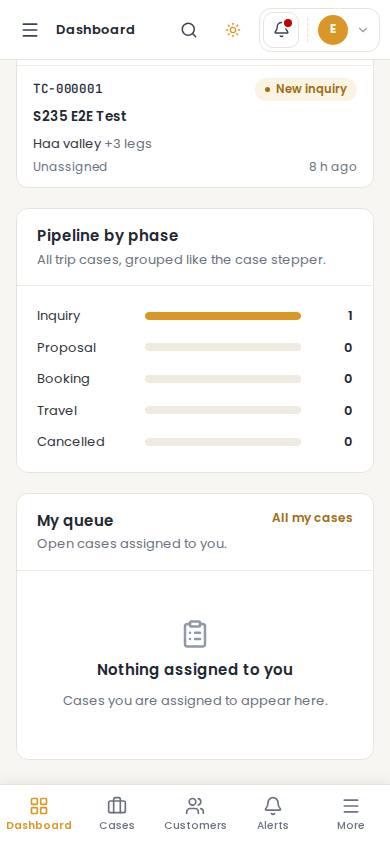 Dashboard
E
TC-000001
New inquiry
S235 E2E Test
Haa valley +3 legs
Unassigned
8 h ago
Pipeline by phase
All trip cases, grouped like the case stepper.
Inquiry 1
Proposal 0
Booking 0
Travel 0
Cancelled 0
My queue
All my cases
Open cases assigned to you.
Nothing assigned to you
Cases you are assigned to appear here.
Dashboard Cases Customers Alerts More